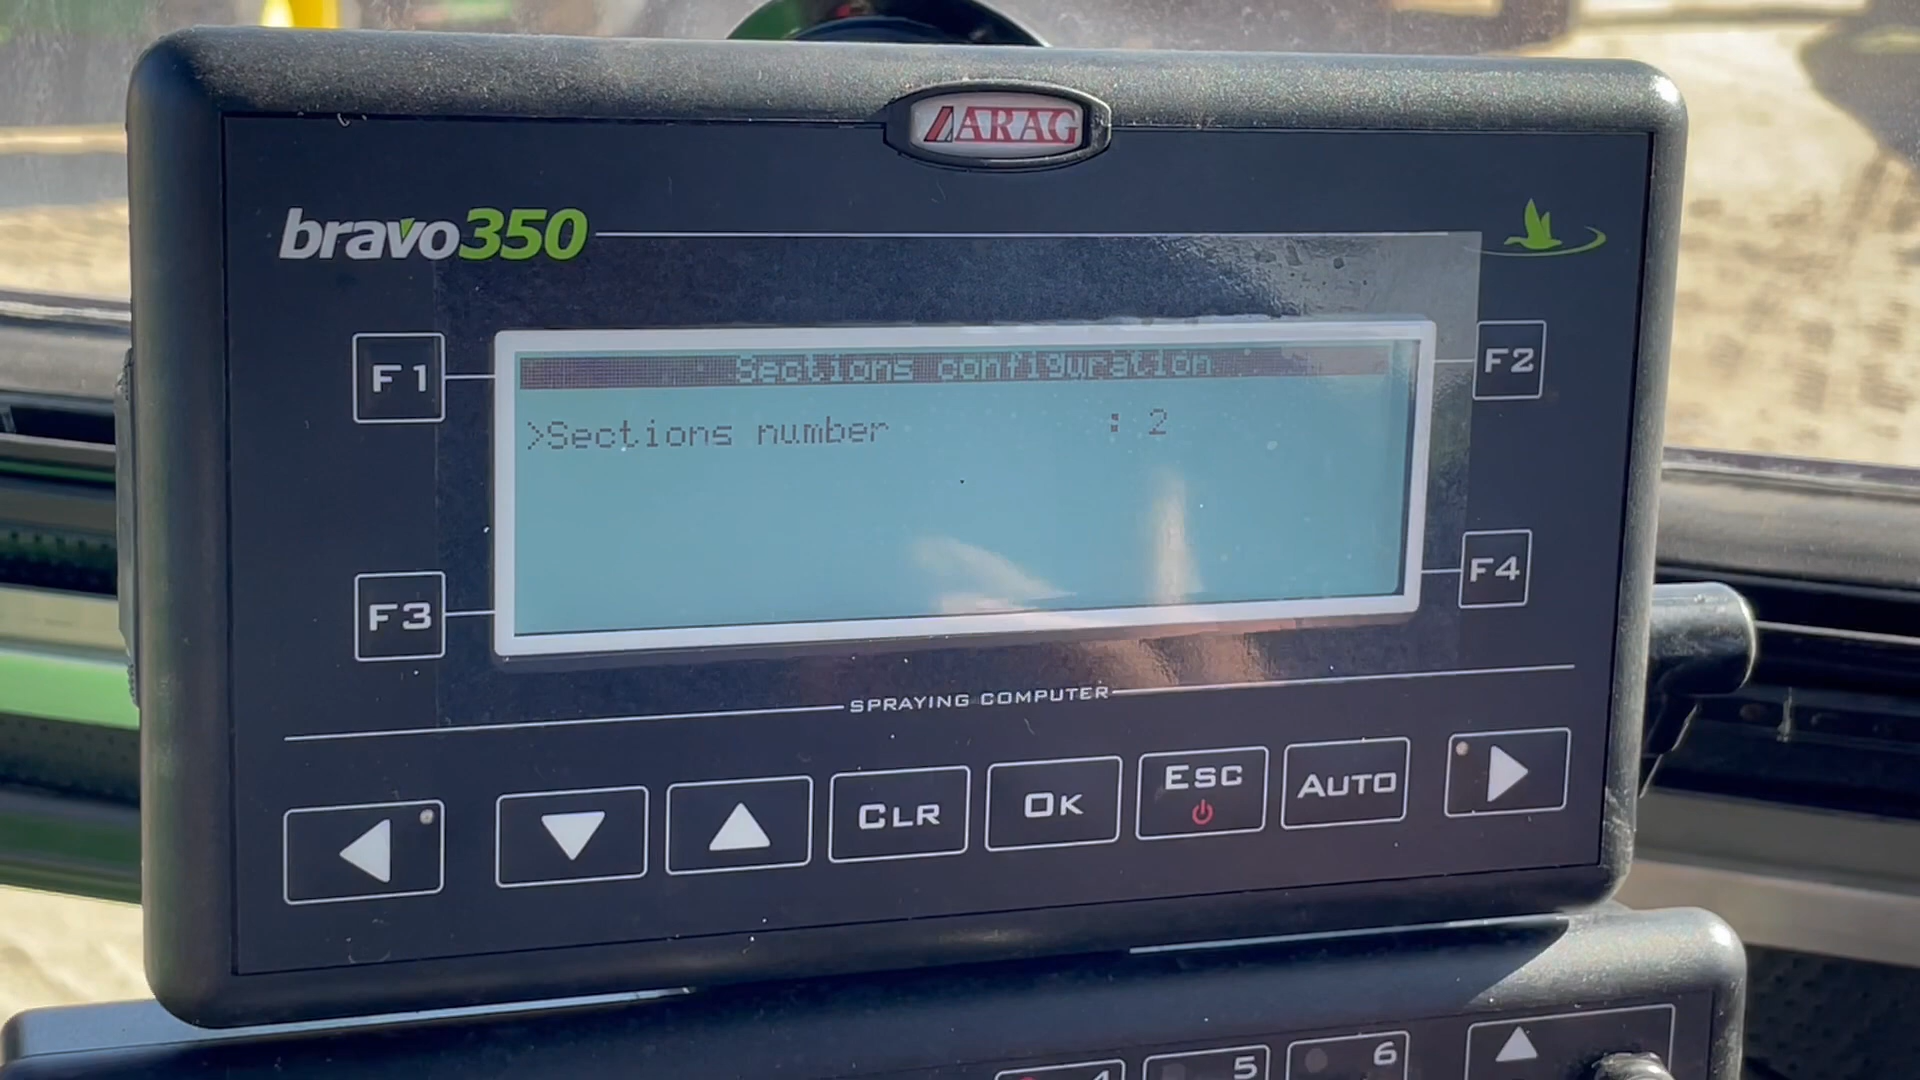 ARAG
bravo350
F1
F2
Sections configuration
>Sections number : 2
F3
F4
SPRAYING COMPUTER
CLR
OK
ESC
AUTO
5
6